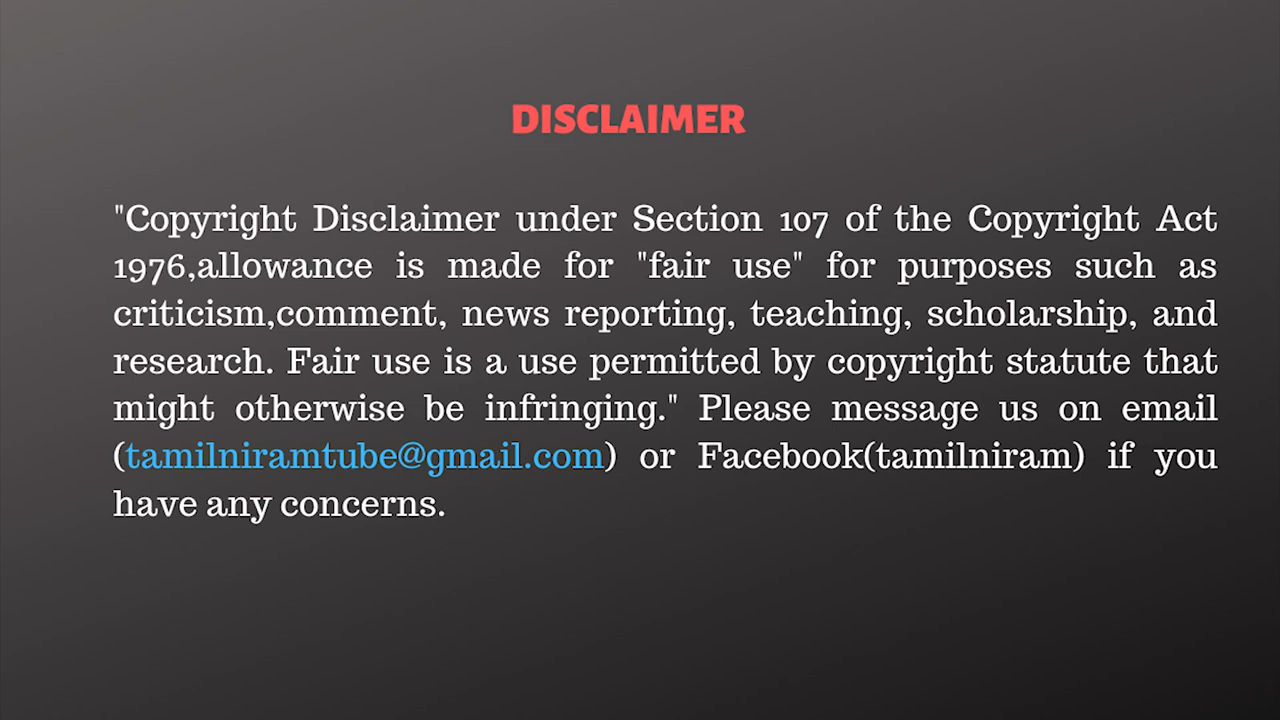 DISCLAIMER
"Copyright Disclaimer under Section 107 of the Copyright Act
1976,allowance is made for "fair use" for purposes such as
criticism,comment, news reporting, teaching, scholarship, and
research. Fair use is a use permitted by copyright statute that
might otherwise be infringing." Please message us on email
(tamilniramtube@gmail.com) or Facebook(tamilniram) if you
have any concerns.